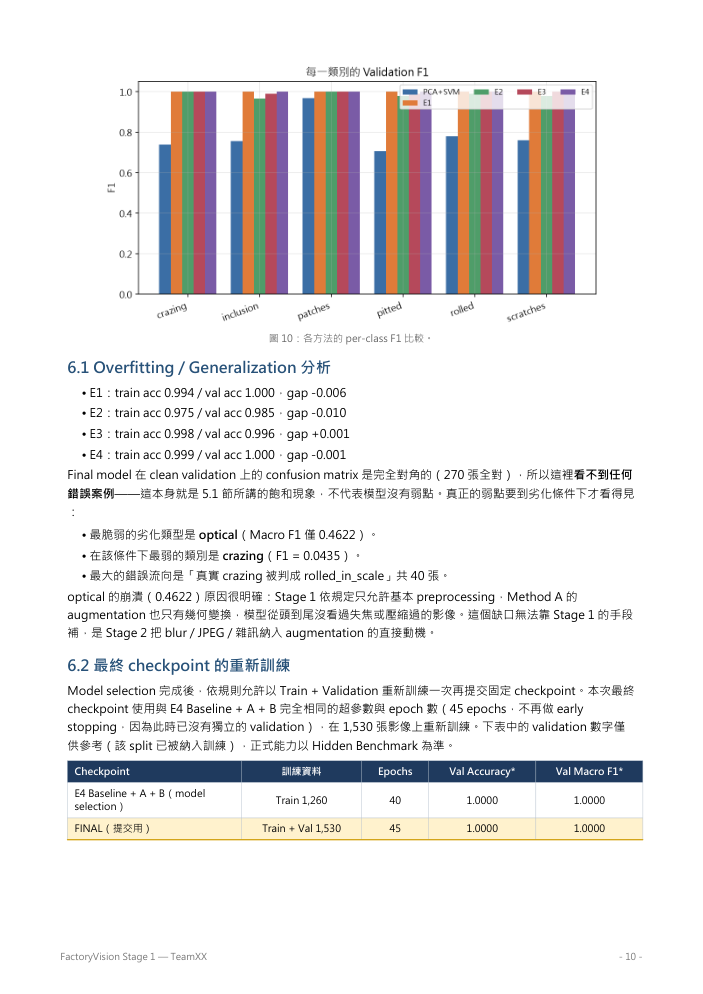 每一類別的 Validation F1
PCA+SVM E2 E3 E4
E1
1.0
0.8
0.6
0.4
0.2
0.0
F1
crazing inclusion patches pitted rolled scratches
圖 10：各方法的 per-class F1 比較。
6.1 Overfitting / Generalization 分析
• E1：train acc 0.994 / val acc 1.000，gap -0.006
• E2：train acc 0.975 / val acc 0.985，gap -0.010
• E3：train acc 0.998 / val acc 0.996，gap +0.001
• E4：train acc 0.999 / val acc 1.000，gap -0.001
Final model 在 clean validation 上的 confusion matrix 是完全對角的（270 張全對），所以這裡看不到任何
錯誤案例——這本身就是 5.1 節所講的飽和現象，不代表模型沒有弱點。真正的弱點要到劣化條件下才看得見
：
• 最脆弱的劣化類型是 optical（Macro F1 僅 0.4622）。
• 在該條件下最弱的類別是 crazing（F1 = 0.0435）。
• 最大的錯誤流向是「真實 crazing 被判成 rolled_in_scale」共 40 張。
optical 的崩潰（0.4622）原因很明確：Stage 1 依規定只允許基本 preprocessing，Method A 的
augmentation 也只有幾何變換，模型從頭到尾沒看過失焦或壓縮過的影像。這個缺口無法靠 Stage 1 的手段
補，是 Stage 2 把 blur / JPEG / 雜訊納入 augmentation 的直接動機。
6.2 最終 checkpoint 的重新訓練
Model selection 完成後，依規則允許以 Train + Validation 重新訓練一次再提交固定 checkpoint。本次最終
checkpoint 使用與 E4 Baseline + A + B 完全相同的超參數與 epoch 數（45 epochs，不再做 early
stopping，因為此時已沒有獨立的 validation），在 1,530 張影像上重新訓練。下表中的 validation 數字僅
供參考（該 split 已被納入訓練），正式能力以 Hidden Benchmark 為準。
Checkpoint 訓練資料 Epochs Val Accuracy* Val Macro F1*
E4 Baseline + A + B（model
selection） Train 1,260 40 1.0000 1.0000
FINAL（提交用） Train + Val 1,530 45 1.0000 1.0000
FactoryVision Stage 1 — TeamXX - 10 -